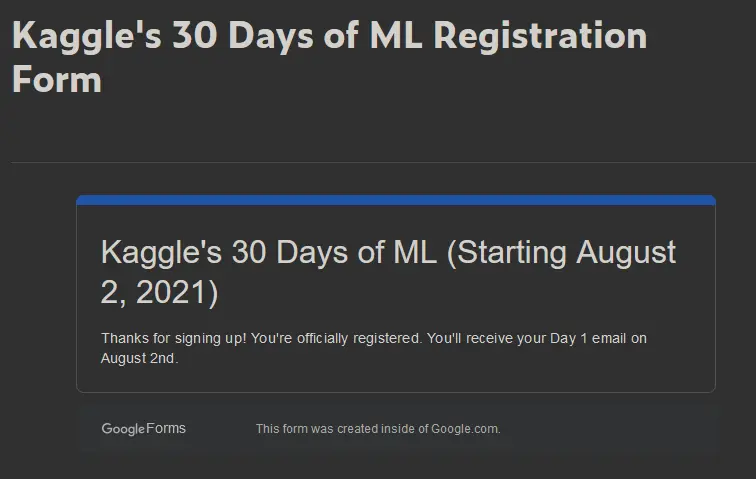 Kaggle's 30 Days of ML Registration
Form
Kaggle's 30 Days of ML (Starting August
2, 2021)
Thanks for signing up! You're officially registered. You'll receive your Day 1 email on
August 2nd.
Google Forms
This form was created inside of Google.com.